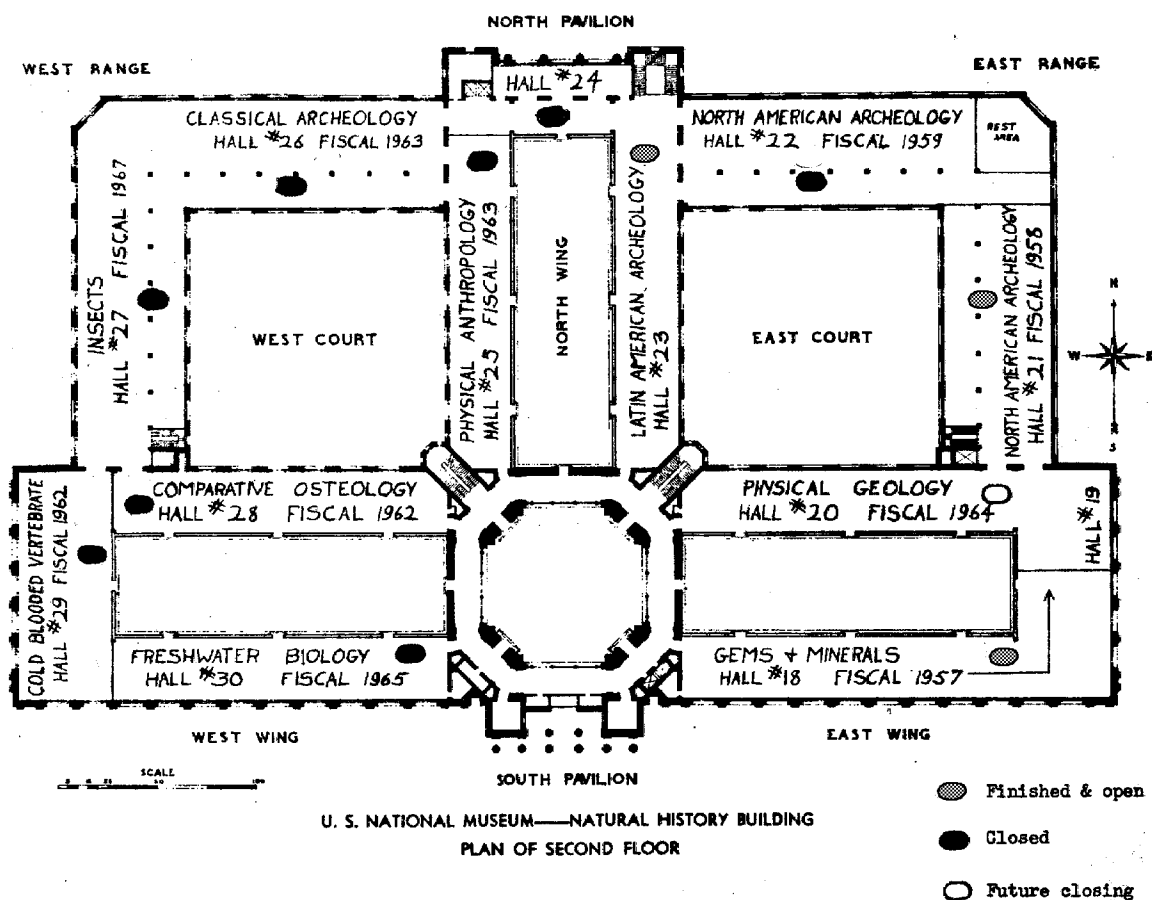 NORTH PAVILION
WEST RANGE
EAST RANGE
HALL #24
CLASSICAL ARCHEOLOGY
HALL #26 FISCAL 1963
NORTH AMERICAN ARCHEOLOGY
HALL #22 FISCAL 1959
REST
AREA
INSECTS
HALL #27 FISCAL 1967
WEST COURT
PHYSICAL ANTHROPOLOGY
HALL #25 FISCAL 1963
NORTH WING
LATIN AMERICAN ARCHEOLOGY
HALL #23
EAST COURT
NORTH AMERICAN ARCHEOLOGY
HALL #21 FISCAL 1958
N
W
E
S
COLD BLOODED VERTEBRATE
HALL #29 FISCAL 1962
COMPARATIVE OSTEOLOGY
HALL #28 FISCAL 1962
PHYSICAL GEOLOGY
HALL #20 FISCAL 1964
HALL #19
FRESHWATER BIOLOGY
HALL #30 FISCAL 1965
GEMS + MINERALS
HALL #18 FISCAL 1957
WEST WING
EAST WING
SCALE
50 100
SOUTH PAVILION
U. S. NATIONAL MUSEUM——NATURAL HISTORY BUILDING
PLAN OF SECOND FLOOR
Finished & open
Closed
Future closing